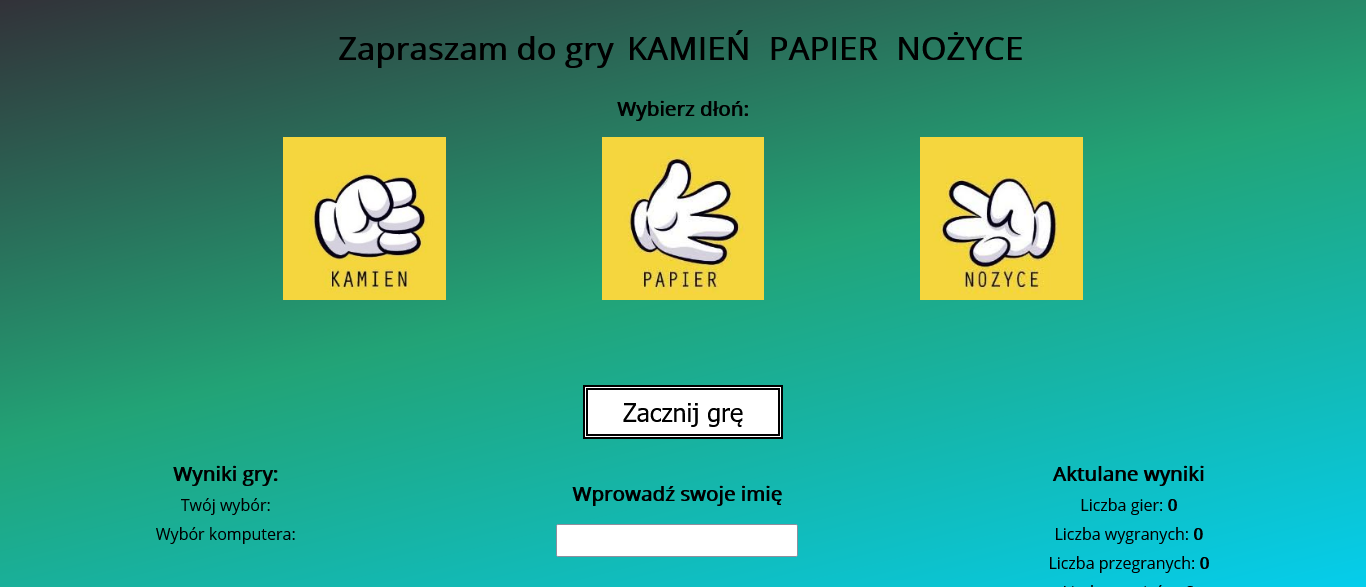 Zapraszam do gry KAMIEŃ PAPIER NOŻYCE
Wybierz dłoń:
KAMIEN
PAPIER
NOZYCE
Zacznij grę
Wyniki gry:
Twój wybór:
Wybór komputera:
Wprowadź swoje imię
Aktulane wyniki
Liczba gier: 0
Liczba wygranych: 0
Liczba przegranych: 0